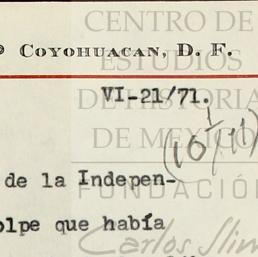 COYOHUACAN, D. F.
CENTRO DE
ESTUDIOS
VI-21/71.
DE HISTORIA
DE MÉXICO
de la Indepen-
FUNDACIÓN
olpe que había
Carlos Slim